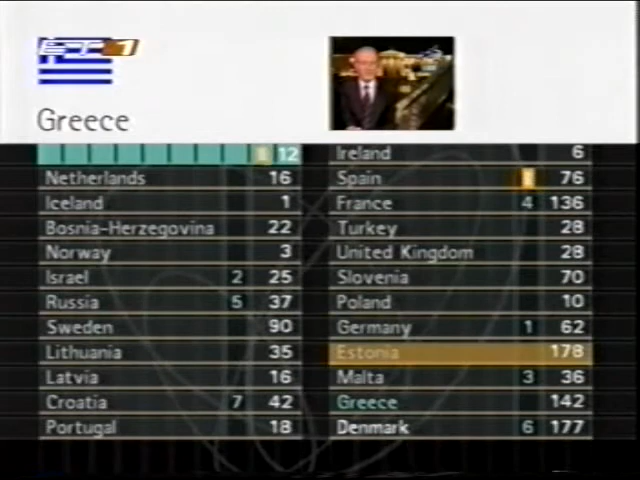 ET 1
Greece
12
Netherlands 16
Iceland 1
Bosnia-Herzegovina 22
Norway 3
Israel 2 25
Russia 5 37
Sweden 90
Lithuania 35
Latvia 16
Croatia 7 42
Portugal 18
Ireland 6
Spain 76
France 4 136
Turkey 28
United Kingdom 28
Slovenia 70
Poland 10
Germany 1 62
Estonia 178
Malta 3 36
Greece 142
Denmark 6 177